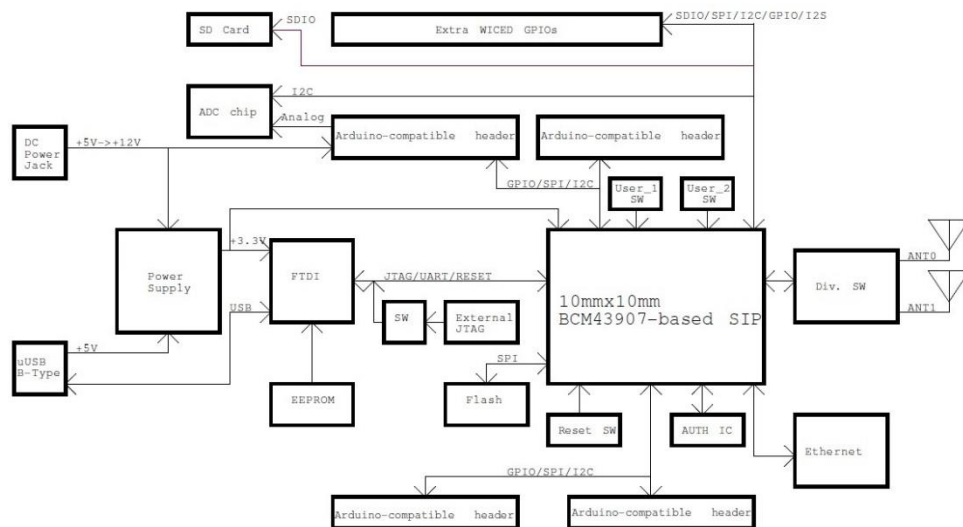 SDIO/SPI/I2C/GPIO/I2S
SDIO
SD Card
Extra WICED GPIOs
I2C
ADC chip
Analog
DC
Power
Jack
+5V->+12V
Arduino-compatible header
Arduino-compatible header
GPIO/SPI/I2C
User_1
SW
User_2
SW
Power
Supply
+3.3V
FTDI
JTAG/UART/RESET
10mmx10mm
BCM43907-based SIP
Div. SW
ANT0
ANT1
USB
SW
External
JTAG
uUSB
B-Type
+5V
SPI
EEPROM
Flash
Reset SW
AUTH IC
Ethernet
GPIO/SPI/I2C
Arduino-compatible header
Arduino-compatible header